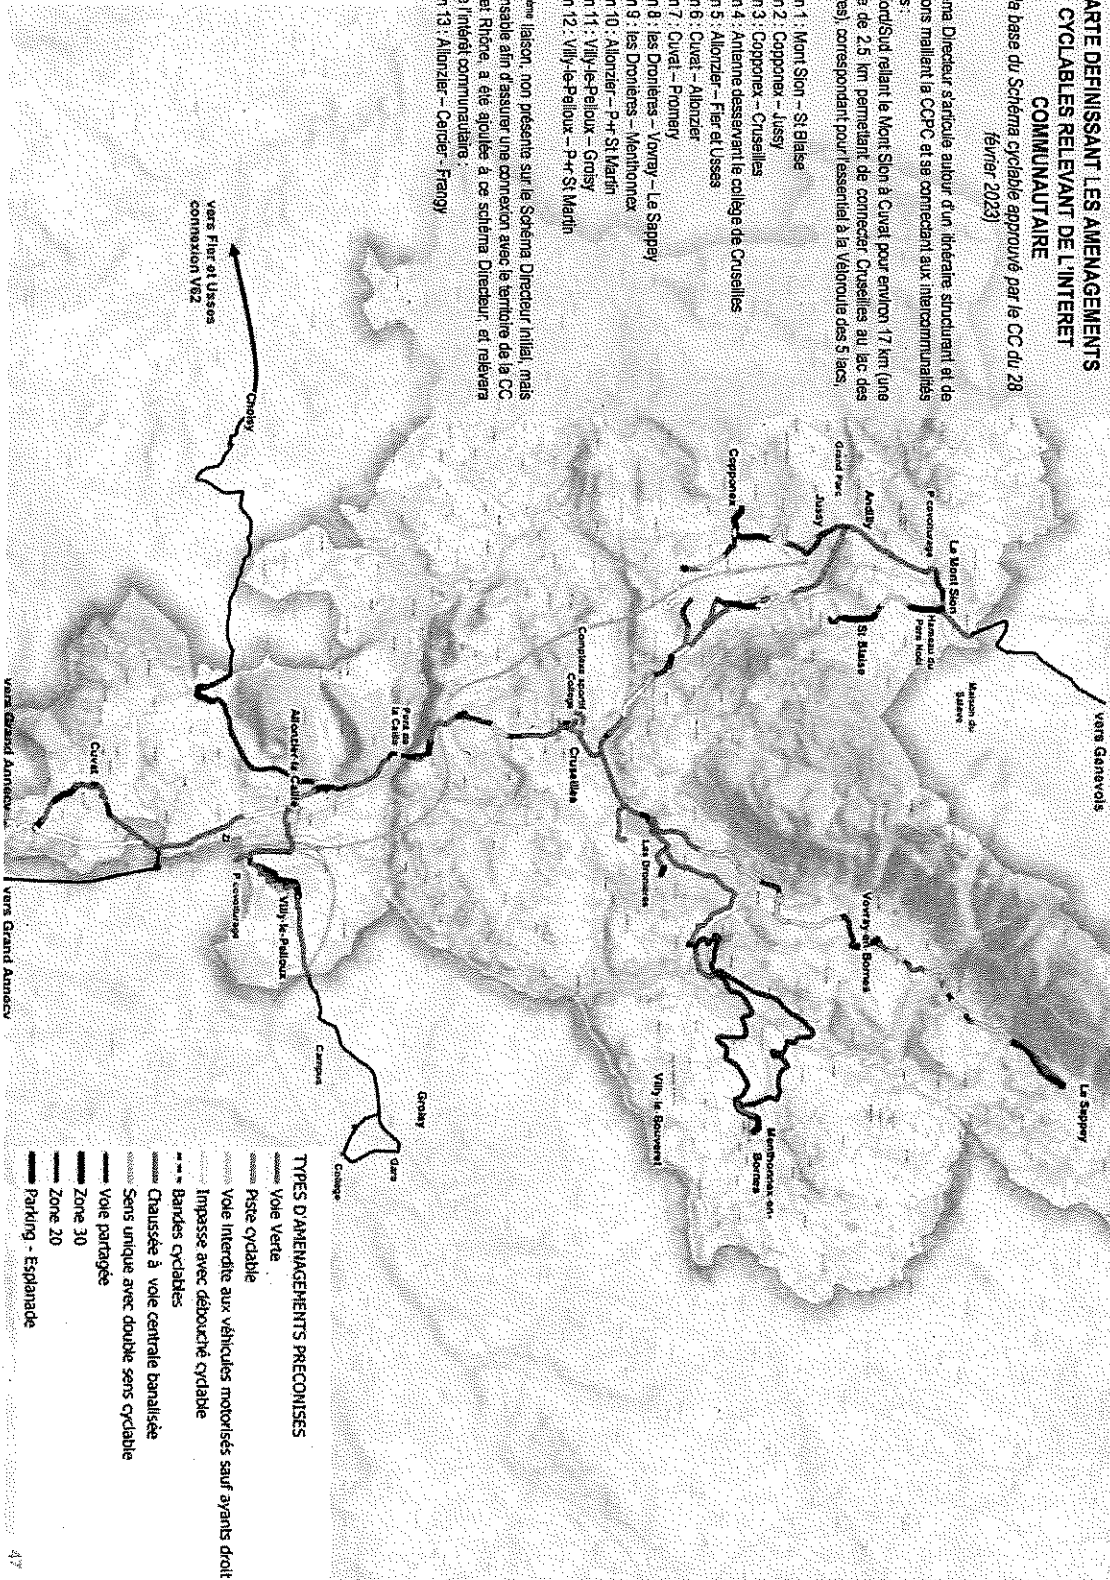 ARTE DEFINISSANT LES AMENAGEMENTS
CYCLABLES RELEVANT DE L'INTERET
COMMUNAUTAIRE
la base du Schéma cyclable approuvé par le CC du 28
février 2023)
ma Directeur s'articule autour d'un itinéraire structurant et de
ons maillant la CCPC et se connectant aux intercommunalités
s :
ord/Sud reliant le Mont Sion à Cuvat pour environ 17 km (une
e de 2.5 km permettant de connecter Cruseilles au lac des
res), correspondant pour l'essentiel à la Véloroute des 5 lacs,
n 1 : Mont Sion – St Blaise
n 2 : Copponex – Jussy
n 3 : Copponex – Cruseilles
n 4 : Antenne desservant le collège de Cruseilles
n 5 : Allonzier – Fier et Usses
n 6 : Cuvat – Allonzier
n 7 : Cuvat – Promery
n 8 : les Dronières – Vovray – Le Sappey
n 9 : les Dronières - Menthonnex
n 10 : Allonzier – P+r St Martin
n 11 : Villy-le-Pelloux – Groisy
n 12 : Villy-le-Pelloux – P+r St Martin
ème liaison, non présente sur le Schéma Directeur initial, mais
nsable afin d'assurer une connexion avec le territoire de la CC
et Rhône, a été ajoutée à ce schéma Directeur, et relèvera
e l'intérêt communautaire :
n 13 : Allonzier – Cercier - Frangy
vers Genevois
Maison du
Salève
Le Mont Sion
P covoiturage
Hameau du
Père Noël
Andilly
Grand Parc
Jussy
St Blaise
Copponex
Le Sappey
Vovray-en Bornes
Menthonnex-en-
Bornes
Villy-le-Bouveret
Les Dronières
Complexe sportif
Collège
Cruseilles
Pont de
la Caille
Allonzier-la-Caille
ZI
P covoiturage
Villy-le-Pelloux
Campus
Groisy
Gare
Collège
Choisy
vers Fier et Usses
connexion V62
Cuvat
vers Grand Annecy
vers Grand Annecy
TYPES D'AMENAGEMENTS PRECONISES
Voie Verte
Piste cyclable
Voie interdite aux véhicules motorisés sauf ayants droit
Impasse avec débouché cyclable
Bandes cyclables
Chaussée à voie centrale banalisée
Sens unique avec double sens cyclable
Voie partagée
Zone 30
Zone 20
Parking - Esplanade
47